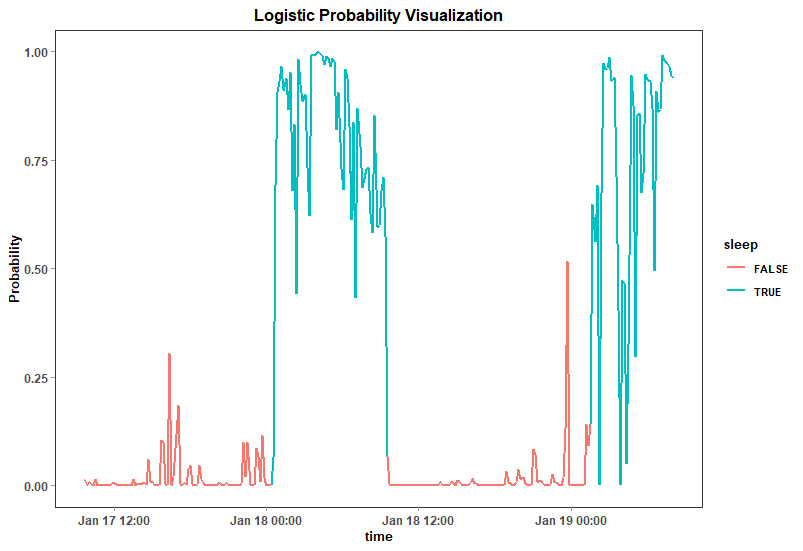 Logistic Probability Visualization
1.00
0.75
0.50
0.25
0.00
Probability
Jan 17 12:00
Jan 18 00:00
Jan 18 12:00
Jan 19 00:00
time
sleep
FALSE
TRUE